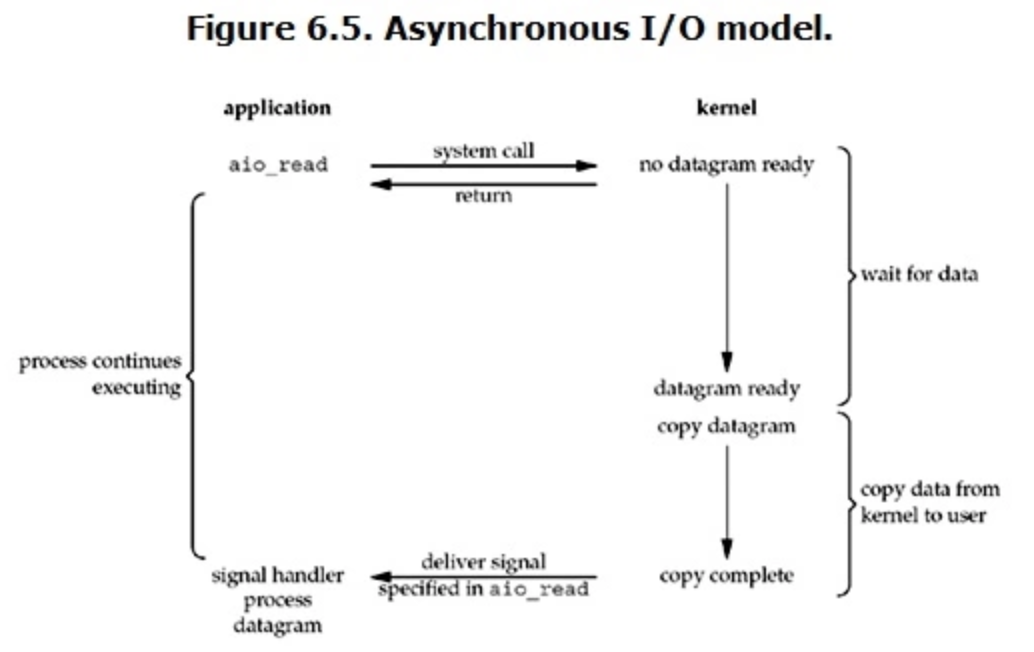 Figure 6.5. Asynchronous I/O model.
application
kernel
aio_read
system call
no datagram ready
return
wait for data
process continues
executing
datagram ready
copy datagram
copy data from
kernel to user
deliver signal
signal handler
specified in aio_read
copy complete
process
datagram